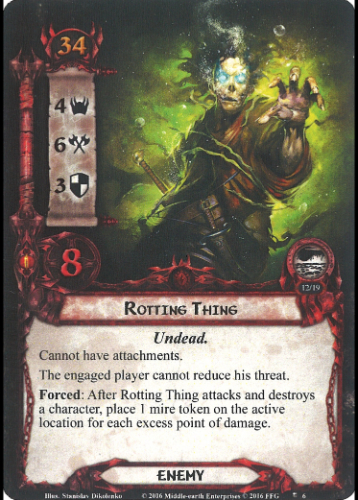 34
4
6
3
8
12/19
ROTTING THING
Undead.
Cannot have attachments.
The engaged player cannot reduce his threat.
Forced: After Rotting Thing attacks and destroys
a character, place 1 mire token on the active
location for each excess point of damage.
ENEMY
Illus. Stanislav Dikolenko © 2016 Middle-earth Enterprises © 2016 FFG 6